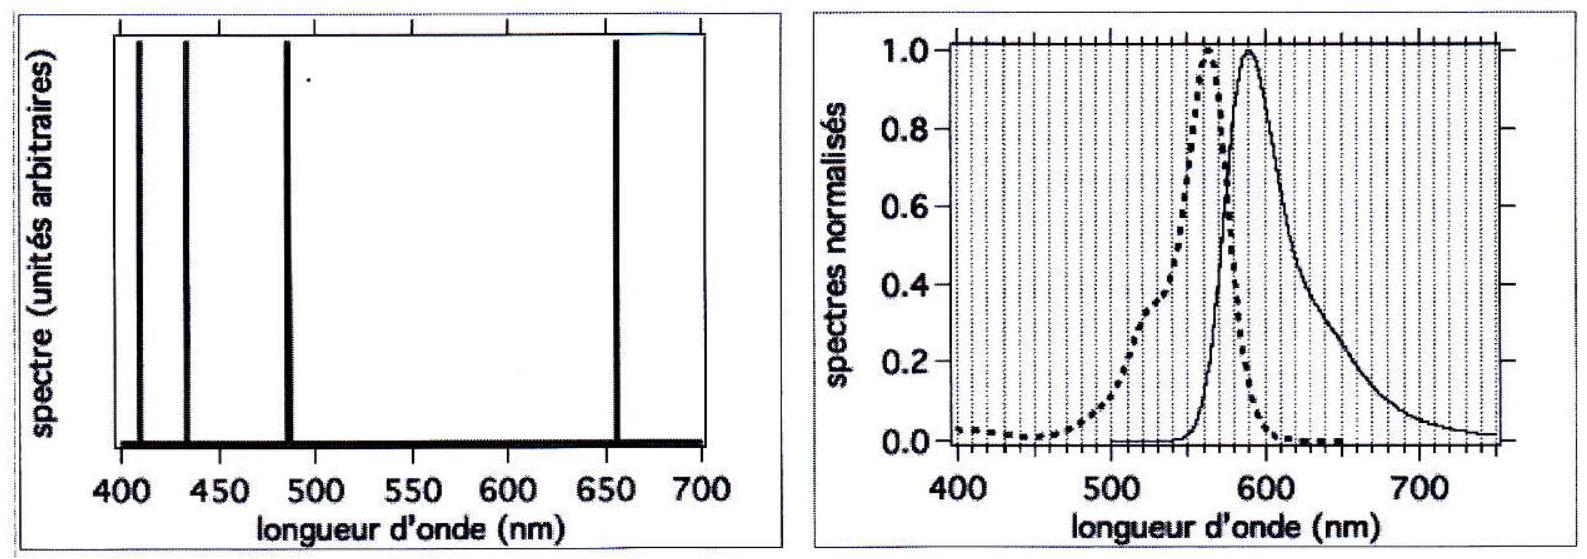 spectre (unités arbitraires)
400 450 500 550 600 650 700
longueur d'onde (nm)
spectres normalisés
1.0
0.8
0.6
0.4
0.2
0.0
400 500 600 700
longueur d'onde (nm)